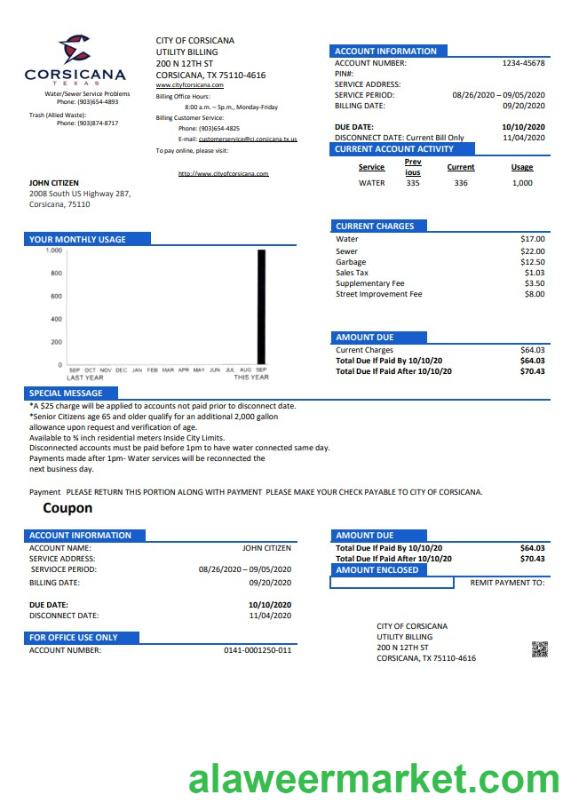 CORSICANA
TEXAS
Water/Sewer Service Problems
Phone: (903)654-4893
Trash (Allied Waste):
Phone: (903)874-8717
CITY OF CORSICANA
UTILITY BILLING
200 N 12TH ST
CORSICANA, TX 75110-4616
www.cityofcorsicana.com
Billing Office Hours:
8:00 a.m. – 5p.m., Monday-Friday
Billing Customer Service:
Phone: (903)654-4825
E-mail: customerservice@ci.corsicana.tx.us
To pay online, please visit:
http://www.cityofcorsicana.com
JOHN CITIZEN
2008 South US Highway 287,
Corsicana, 75110
ACCOUNT INFORMATION
ACCOUNT NUMBER: 1234-45678
PIN#:
SERVICE ADDRESS:
SERVICE PERIOD: 08/26/2020 – 09/05/2020
BILLING DATE: 09/20/2020
DUE DATE: 10/10/2020
DISCONNECT DATE: Current Bill Only 11/04/2020
CURRENT ACCOUNT ACTIVITY
Service Prev ious Current Usage
WATER 335 336 1,000
YOUR MONTHLY USAGE
1,000
800
600
400
200
0
SEP OCT NOV DEC JAN FEB MAR APR MAY JUN JUL AUG SEP
LAST YEAR THIS YEAR
CURRENT CHARGES
Water $17.00
Sewer $22.00
Garbage $12.50
Sales Tax $1.03
Supplementary Fee $3.50
Street Improvement Fee $8.00
AMOUNT DUE
Current Charges $64.03
Total Due If Paid By 10/10/20 $64.03
Total Due If Paid After 10/10/20 $70.43
SPECIAL MESSAGE
*A $25 charge will be applied to accounts not paid prior to disconnect date.
*Senior Citizens age 65 and older qualify for an additional 2,000 gallon
allowance upon request and verification of age.
Available to ¾ inch residential meters Inside City Limits.
Disconnected accounts must be paid before 1pm to have water connected same day.
Payments made after 1pm- Water services will be reconnected the
next business day.
Payment PLEASE RETURN THIS PORTION ALONG WITH PAYMENT PLEASE MAKE YOUR CHECK PAYABLE TO CITY OF CORSICANA.
Coupon
ACCOUNT INFORMATION
ACCOUNT NAME: JOHN CITIZEN
SERVICE ADDRESS:
SERVIOCE PERIOD: 08/26/2020 – 09/05/2020
BILLING DATE: 09/20/2020
DUE DATE: 10/10/2020
DISCONNECT DATE: 11/04/2020
FOR OFFICE USE ONLY
ACCOUNT NUMBER: 0141-0001250-011
AMOUNT DUE
Total Due If Paid By 10/10/20 $64.03
Total Due If Paid After 10/10/20 $70.43
AMOUNT ENCLOSED
REMIT PAYMENT TO:
CITY OF CORSICANA
UTILITY BILLING
200 N 12TH ST
CORSICANA, TX 75110-4616
alaweermarket.com